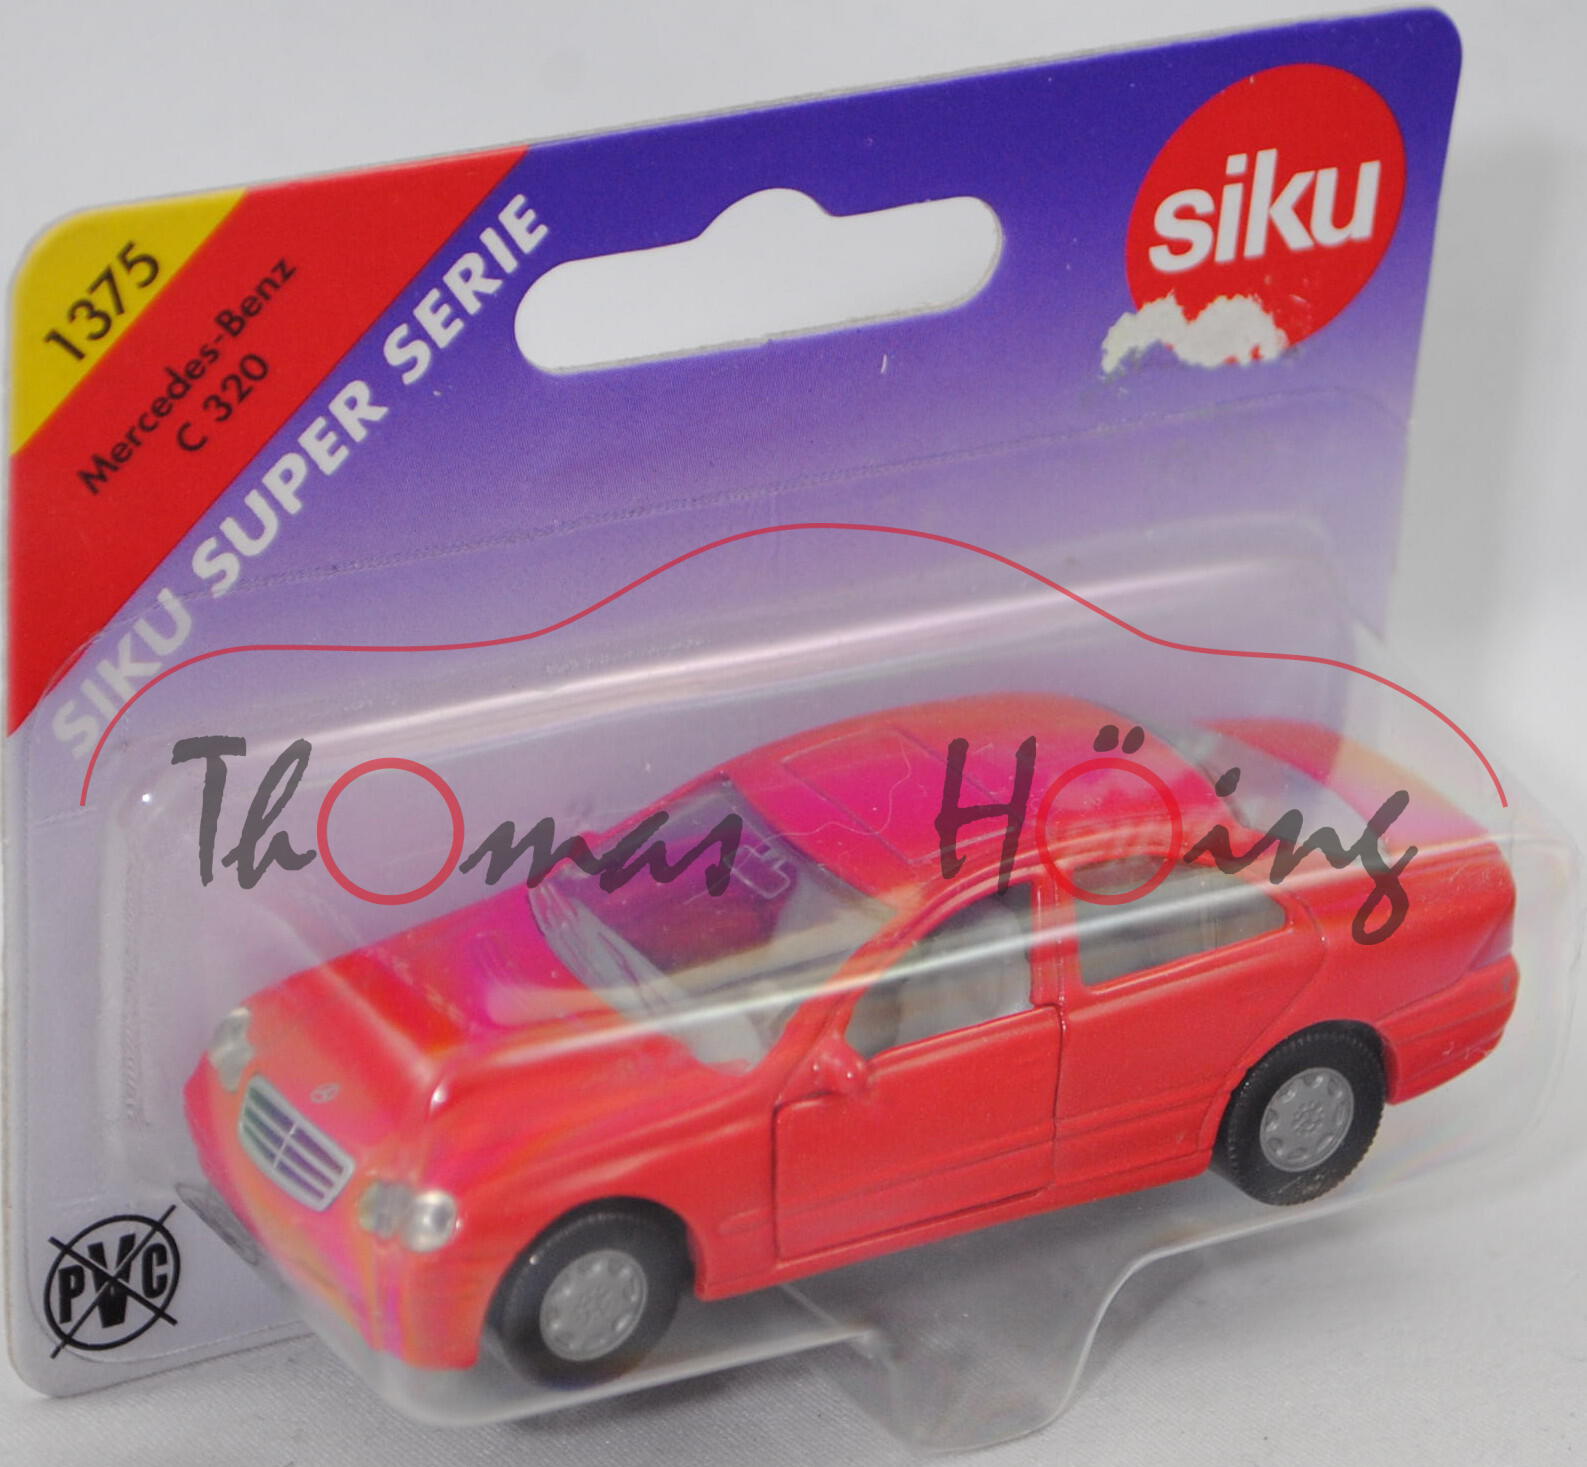 1375
Mercedes-Benz
C 320
SIKU SUPER SERIE
siku
Thomas Höing
PVC